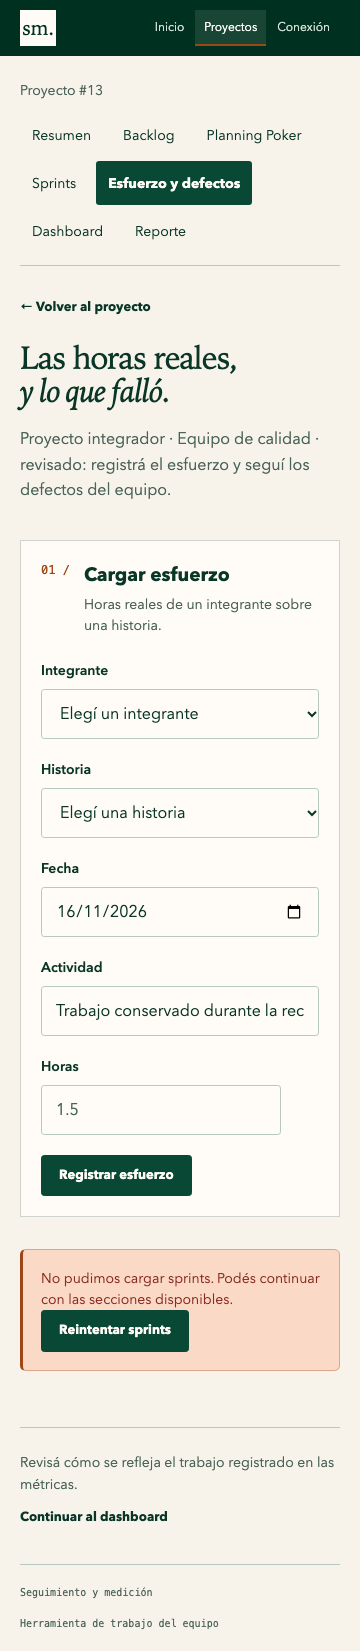 sm.
Inicio
Proyectos
Conexión
Proyecto #13
Resumen
Backlog
Planning Poker
Sprints
Esfuerzo y defectos
Dashboard
Reporte
← Volver al proyecto
Las horas reales,
y lo que falló.
Proyecto integrador · Equipo de calidad ·
revisado: registrá el esfuerzo y seguí los
defectos del equipo.
01 /
Cargar esfuerzo
Horas reales de un integrante sobre
una historia.
Integrante
Elegí un integrante
Historia
Elegí una historia
Fecha
16/11/2026
Actividad
Trabajo conservado durante la rec
Horas
1.5
Registrar esfuerzo
No pudimos cargar sprints. Podés continuar
con las secciones disponibles.
Reintentar sprints
Revisá cómo se refleja el trabajo registrado en las
métricas.
Continuar al dashboard
Seguimiento y medición
Herramienta de trabajo del equipo